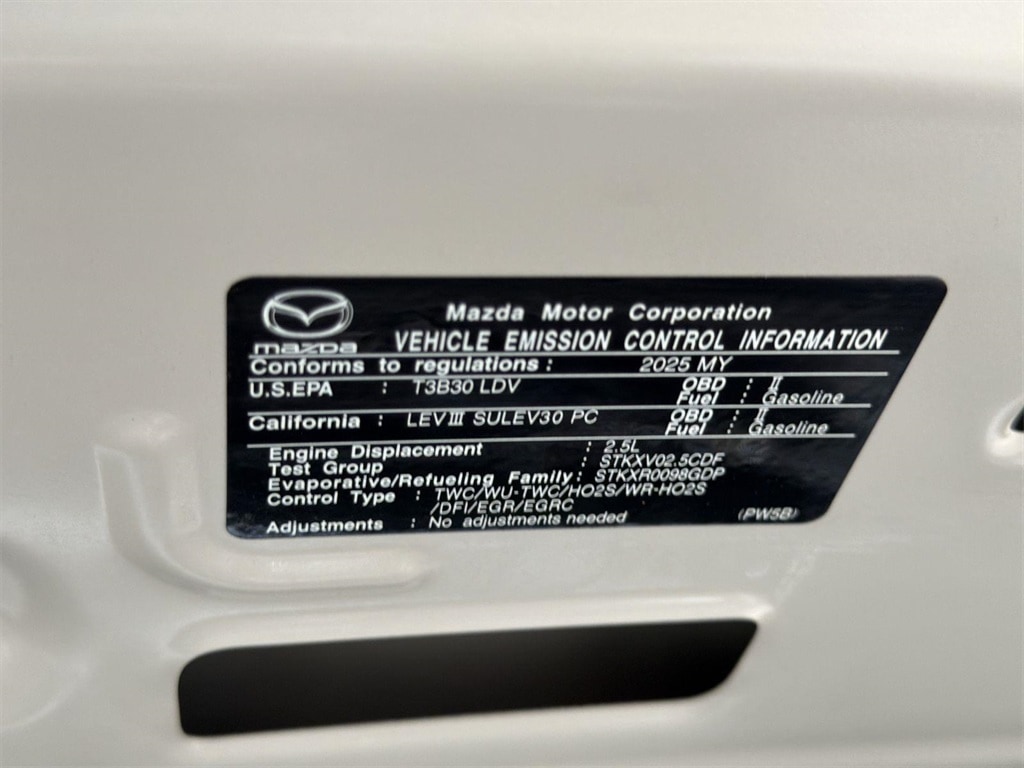 mazda
Mazda Motor Corporation
VEHICLE EMISSION CONTROL INFORMATION
Conforms to regulations : 2025 MY
U.S.EPA : T3B30 LDV OBD : II
Fuel : Gasoline
California : LEVIII SULEV30 PC OBD : II
Fuel : Gasoline
Engine Displacement : 2.5L
Test Group : STKXV02.5CDF
Evaporative/Refueling Family: STKXR0098GDP
Control Type : TWC/WU-TWC/HO2S/WR-HO2S
/DFI/EGR/EGRC
Adjustments : No adjustments needed (PW5B)